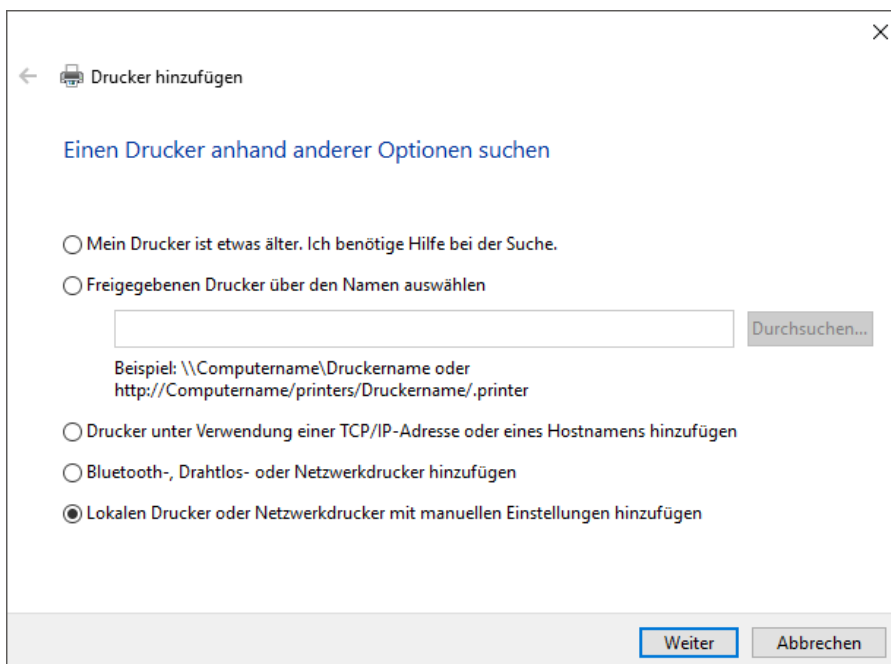 Drucker hinzufügen
Einen Drucker anhand anderer Optionen suchen
Mein Drucker ist etwas älter. Ich benötige Hilfe bei der Suche.
Freigegebenen Drucker über den Namen auswählen
Durchsuchen...
Beispiel: \\Computername\Druckername oder
http://Computername/printers/Druckername/.printer
Drucker unter Verwendung einer TCP/IP-Adresse oder eines Hostnamens hinzufügen
Bluetooth-, Drahtlos- oder Netzwerkdrucker hinzufügen
Lokalen Drucker oder Netzwerkdrucker mit manuellen Einstellungen hinzufügen
Weiter Abbrechen